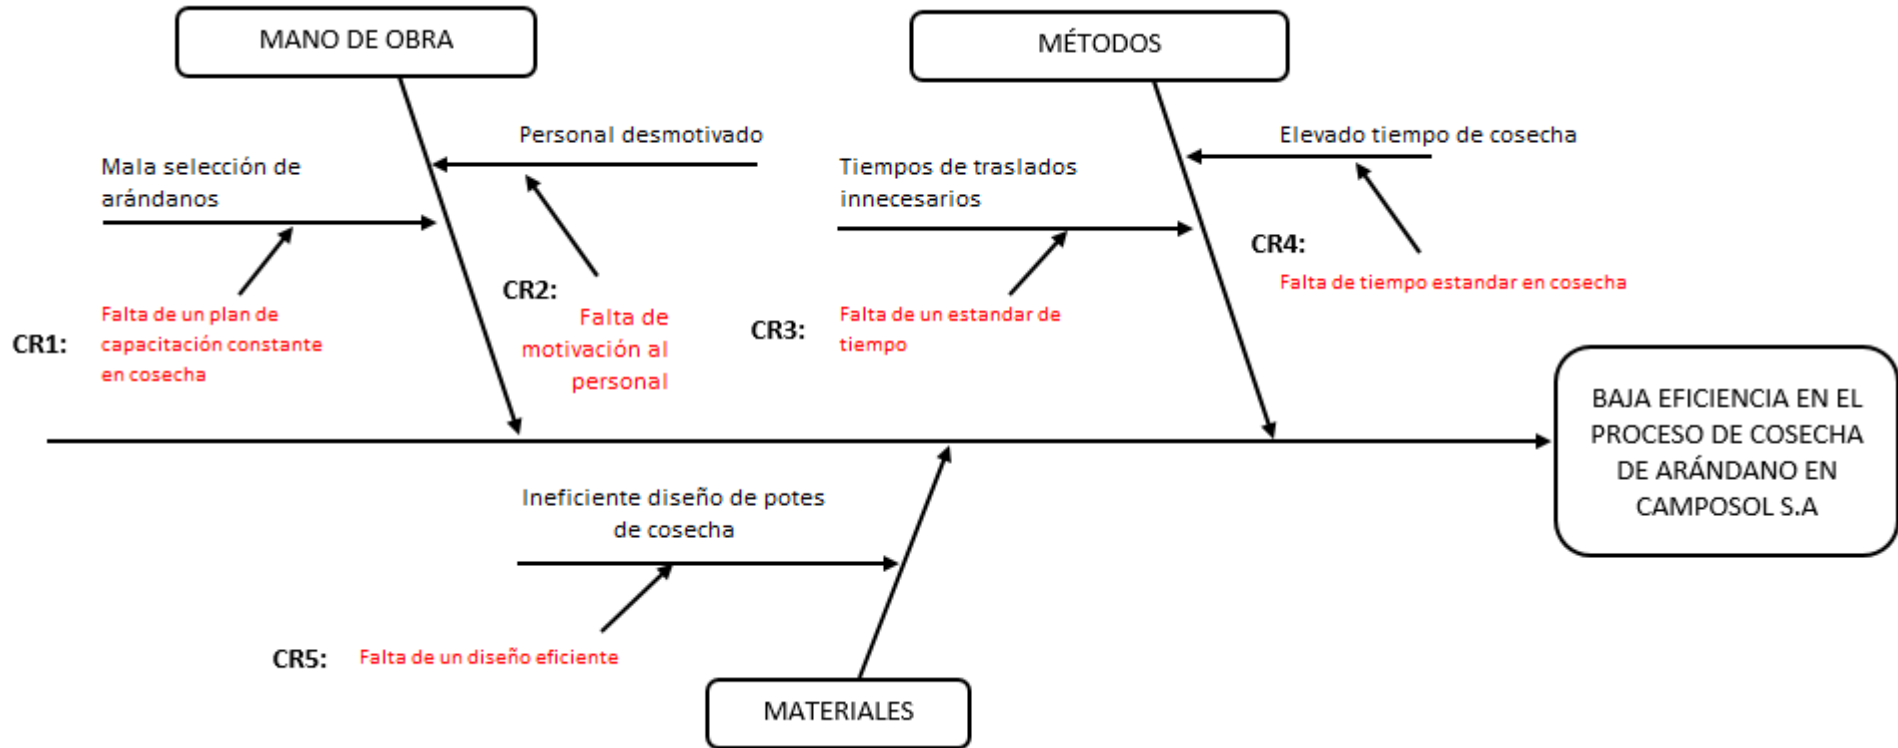 MANO DE OBRA
MÉTODOS
Personal desmotivado
Mala selección de
arándanos
Elevado tiempo de cosecha
Tiempos de traslados
innecesarios
CR1:
Falta de un plan de
capacitación constante
en cosecha
CR2:
Falta de
motivación al
personal
CR3:
Falta de un estandar de
tiempo
CR4:
Falta de tiempo estandar en cosecha
BAJA EFICIENCIA EN EL
PROCESO DE COSECHA
DE ARÁNDANO EN
CAMPOSOL S.A
Ineficiente diseño de potes
de cosecha
CR5:
Falta de un diseño eficiente
MATERIALES